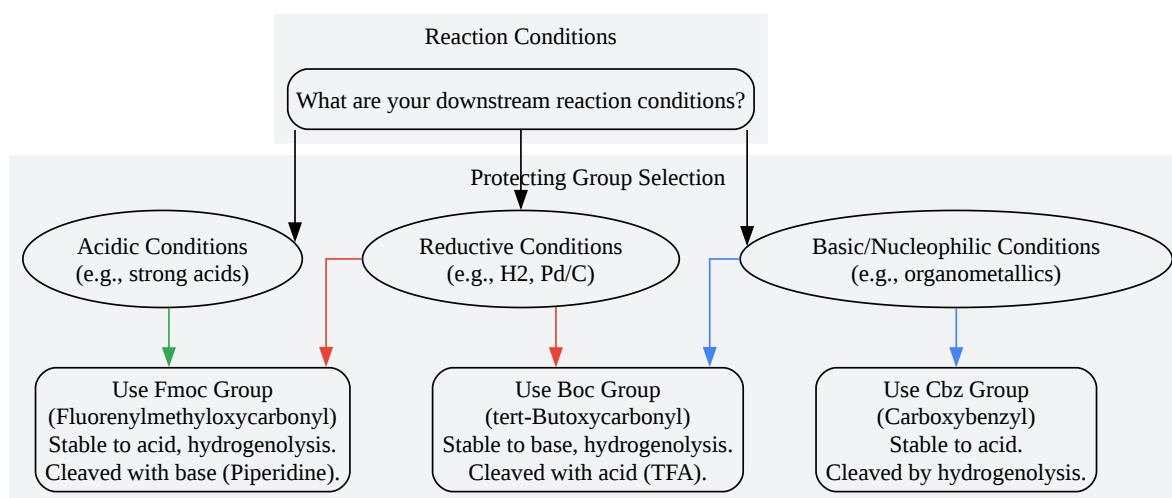 Reaction Conditions
What are your downstream reaction conditions?
Protecting Group Selection
Acidic Conditions
(e.g., strong acids)
Reductive Conditions
(e.g., H2, Pd/C)
Basic/Nucleophilic Conditions
(e.g., organometallics)
Use Fmoc Group
(Fluorenylmethyloxycarbonyl)
Stable to acid, hydrogenolysis.
Cleaved with base (Piperidine).
Use Boc Group
(tert-Butoxycarbonyl)
Stable to base, hydrogenolysis.
Cleaved with acid (TFA).
Use Cbz Group
(Carboxybenzyl)
Stable to acid.
Cleaved by hydrogenolysis.